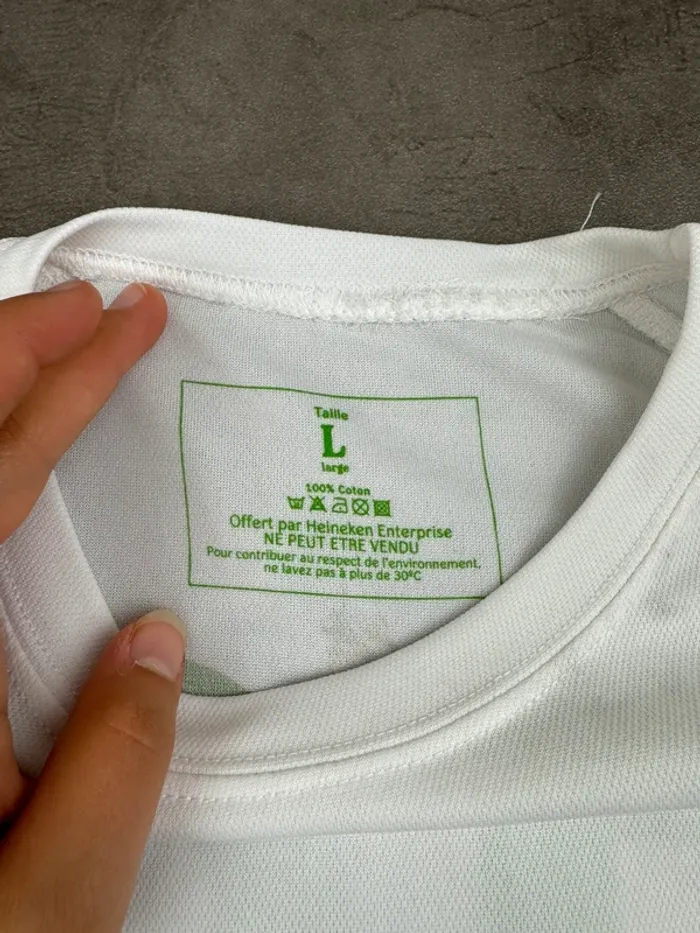 Taille
L
large
100% Coton
Offert par Heineken Enterprise
NE PEUT ETRE VENDU
Pour contribuer au respect de l'environnement,
ne lavez pas à plus de 30ºC